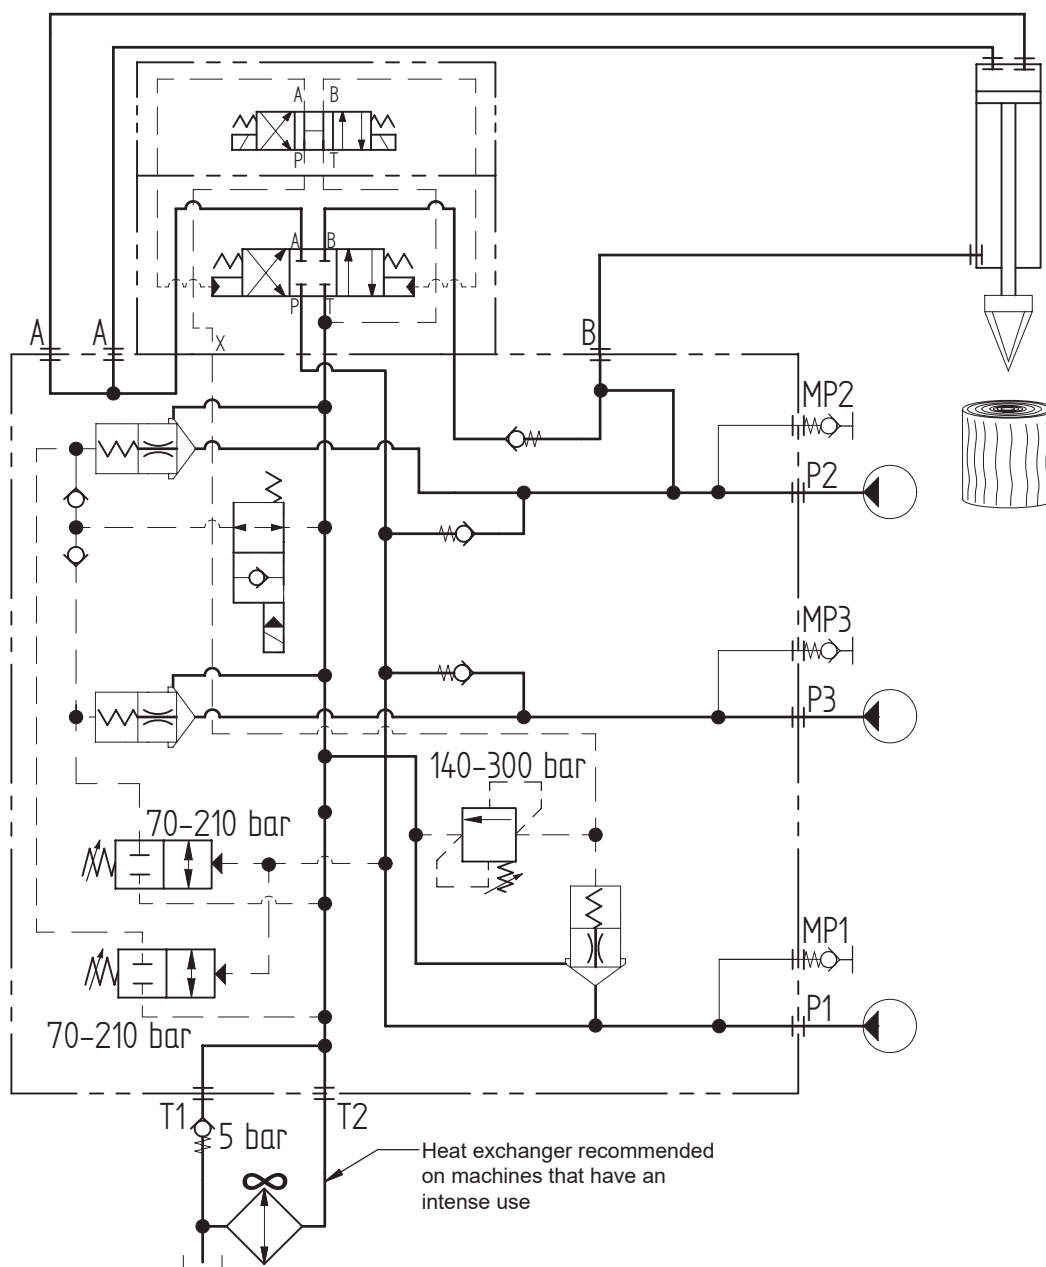 A B
P T
A B
P T
A A B
X
MP2
P2
MP3
P3
140-300 bar
70-210 bar
MP1
P1
70-210 bar
T1 T2
5 bar
Heat exchanger recommended
on machines that have an
intense use